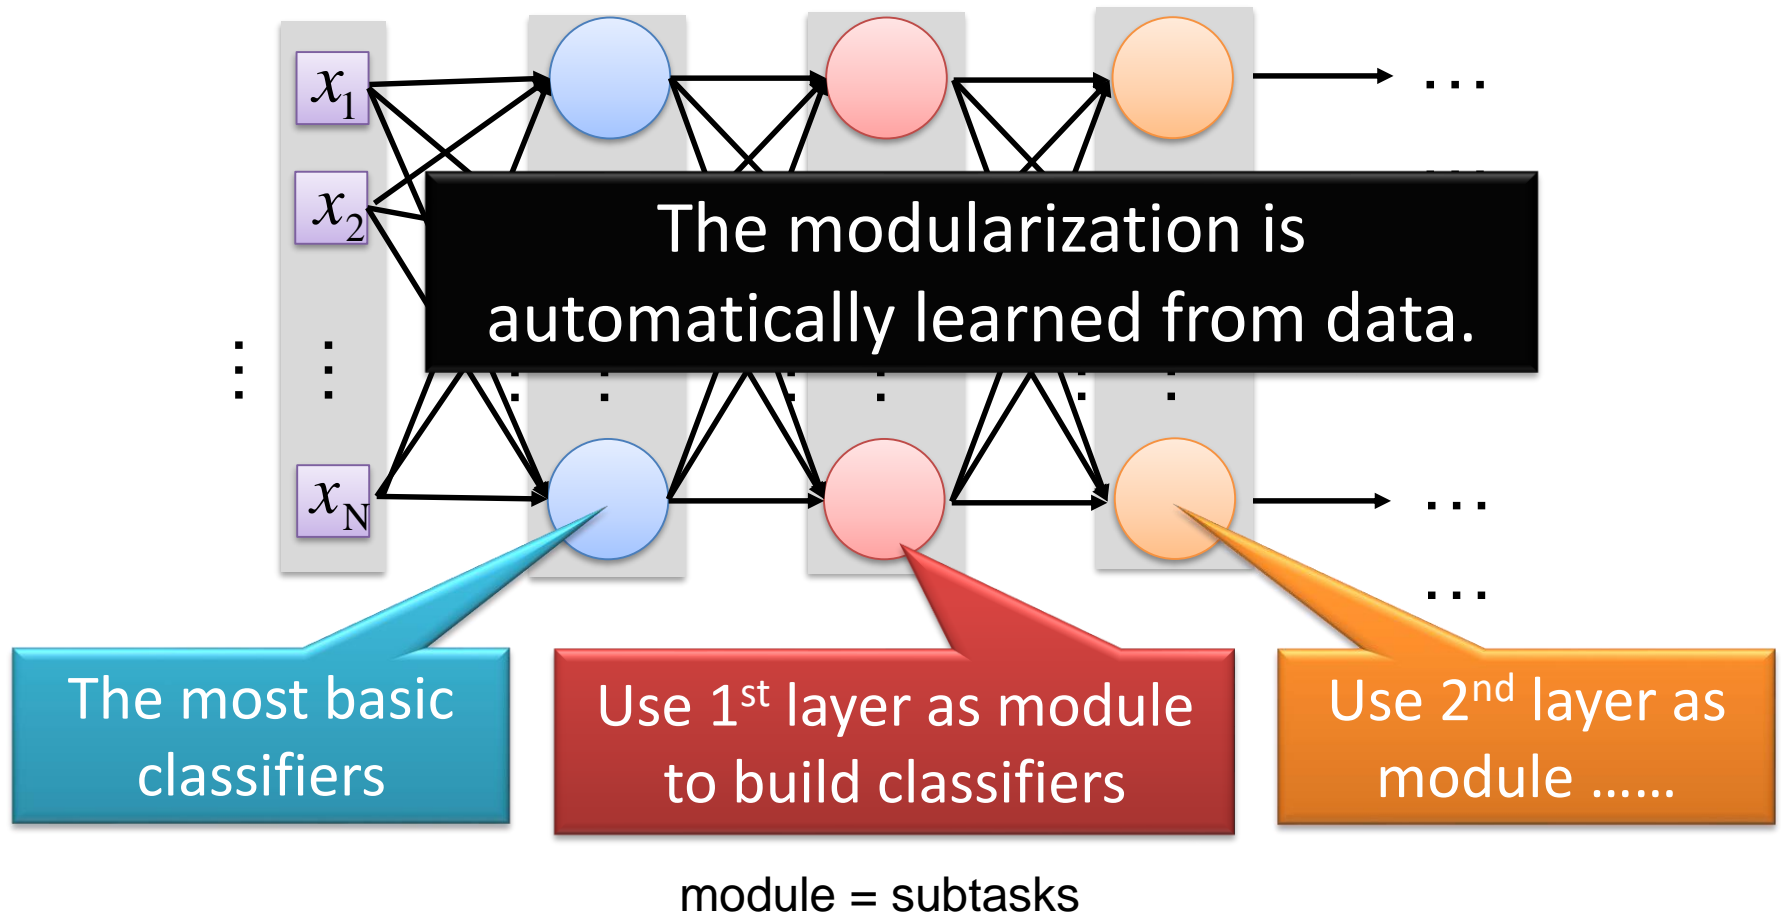 x1
x2
The modularization is
automatically learned from data.
xN
The most basic
classifiers
Use 1st layer as module
to build classifiers
Use 2nd layer as
module ......
module = subtasks